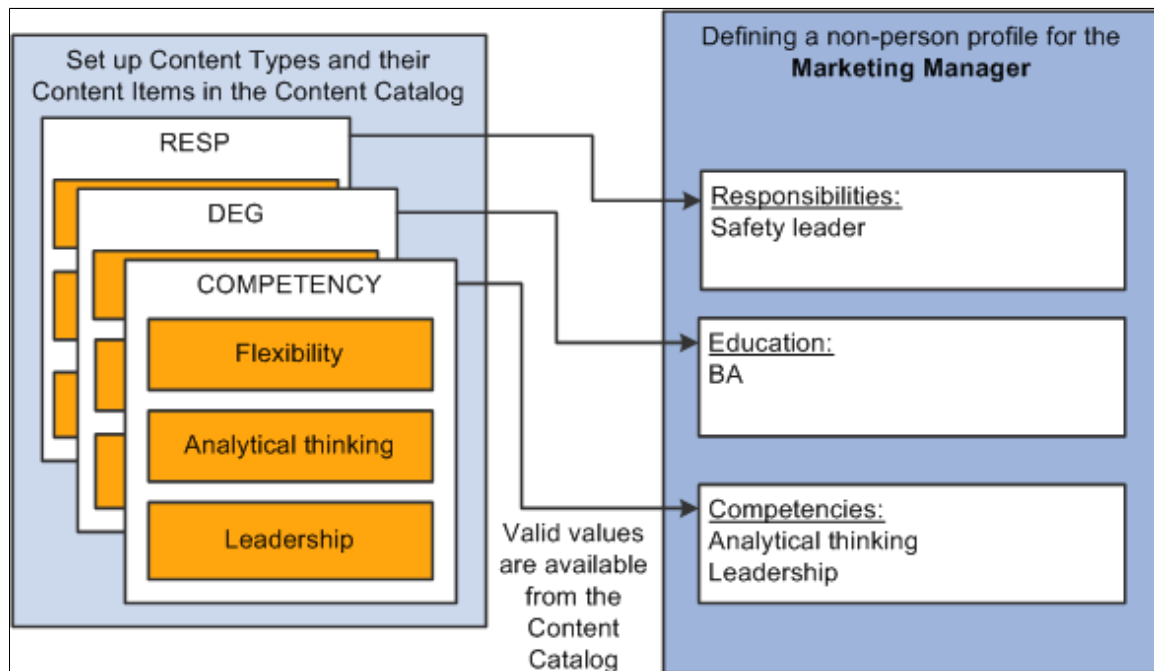 Set up Content Types and their
Content Items in the Content Catalog
RESP
DEG
COMPETENCY
Flexibility
Analytical thinking
Leadership
Valid values
are available
from the
Content
Catalog
Defining a non-person profile for the
Marketing Manager
Responsibilities:
Safety leader
Education:
BA
Competencies:
Analytical thinking
Leadership